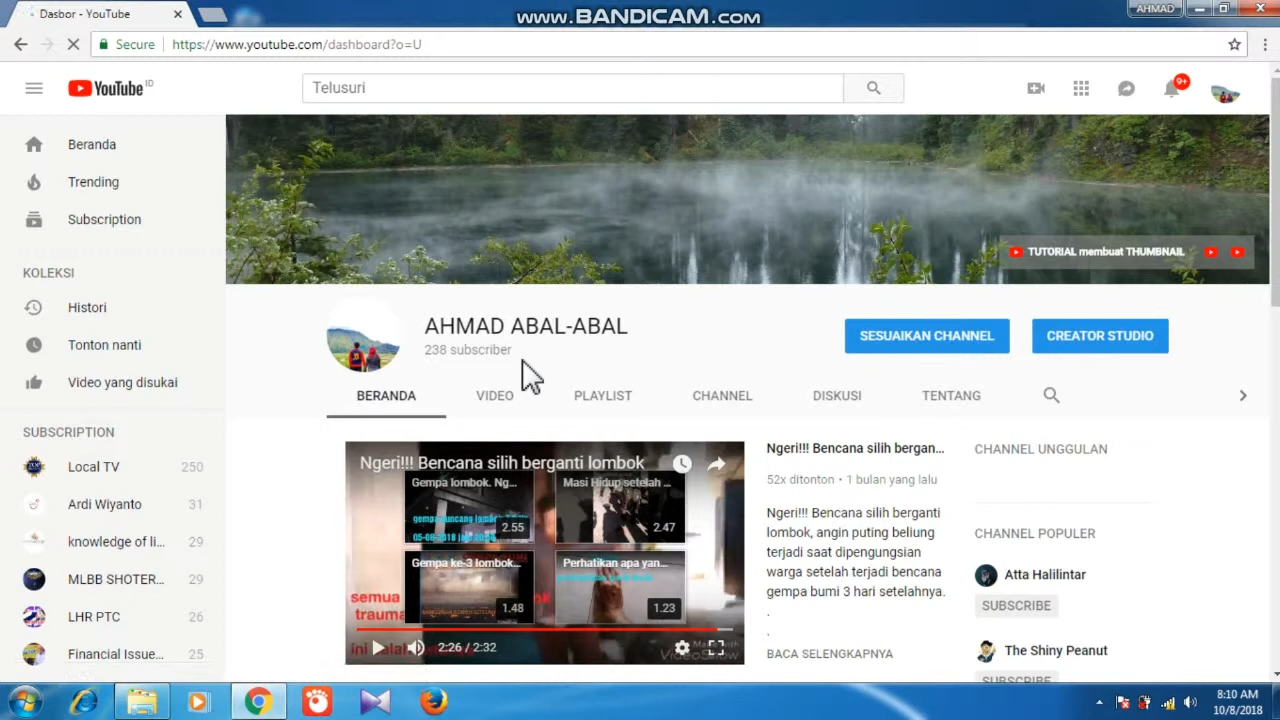 Dasbor - YouTube
www.BANDICAM.com
AHMAD
Secure
https://www.youtube.com/dashboard?o=U
YouTube ID
Telusuri
9+
Beranda
Trending
Subscription
KOLEKSI
Histori
Tonton nanti
Video yang disukai
SUBSCRIPTION
Local TV 250
Ardi Wiyanto 31
knowledge of li... 29
MLBB SHOTER... 29
LHR PTC 26
Financial Issue... 25
TUTORIAL membuat THUMBNAIL
AHMAD ABAL-ABAL
238 subscriber
SESUAIKAN CHANNEL
CREATOR STUDIO
BERANDA
VIDEO
PLAYLIST
CHANNEL
DISKUSI
TENTANG
Ngeri!!! Bencana silih berganti lombok
Gempa lombok. Ng...
2.55
Masi Hidup setelah ...
2.47
Gempa ke-3 lombok...
1.48
Perhatikan apa yan...
1.23
semua
trauma
2:26 / 2:32
Ngeri!!! Bencana silih bergan...
52x ditonton • 1 bulan yang lalu
Ngeri!!! Bencana silih berganti
lombok, angin puting beliung
terjadi saat dipengungsian
warga setelah terjadi bencana
gempa bumi 3 hari setelahnya.
.
.
BACA SELENGKAPNYA
CHANNEL UNGGULAN
CHANNEL POPULER
Atta Halilintar
SUBSCRIBE
The Shiny Peanut
SUBSCRIBE
8:10 AM
10/8/2018